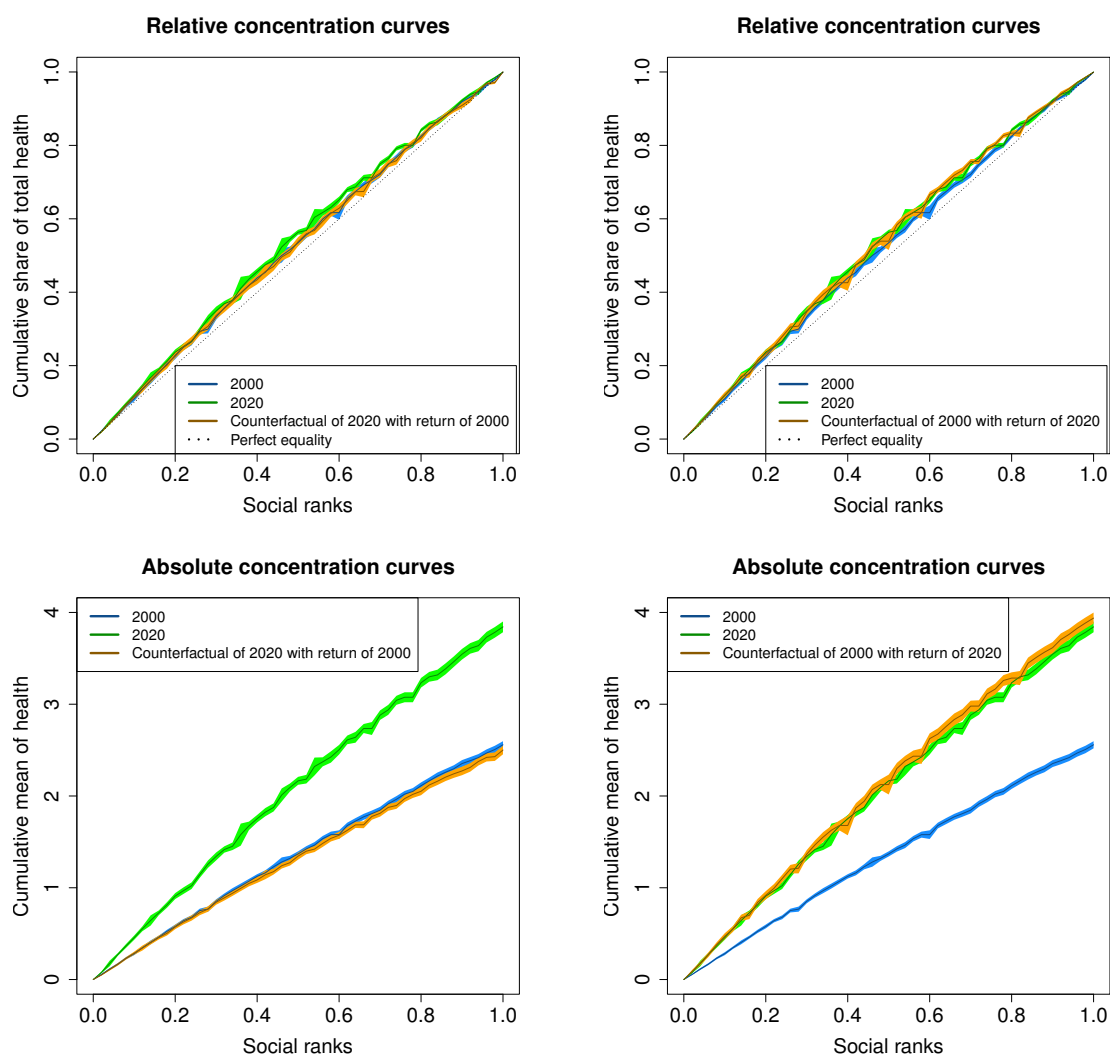 Relative concentration curves
Cumulative share of total health
1.0
0.8
0.6
0.4
0.2
0.0
2000
2020
Counterfactual of 2020 with return of 2000
Perfect equality
0.0 0.2 0.4 0.6 0.8 1.0
Social ranks
Relative concentration curves
Cumulative share of total health
1.0
0.8
0.6
0.4
0.2
0.0
2000
2020
Counterfactual of 2000 with return of 2020
Perfect equality
0.0 0.2 0.4 0.6 0.8 1.0
Social ranks
Absolute concentration curves
Cumulative mean of health
4
3
2
1
0
2000
2020
Counterfactual of 2020 with return of 2000
0.0 0.2 0.4 0.6 0.8 1.0
Social ranks
Absolute concentration curves
Cumulative mean of health
4
3
2
1
0
2000
2020
Counterfactual of 2000 with return of 2020
0.0 0.2 0.4 0.6 0.8 1.0
Social ranks